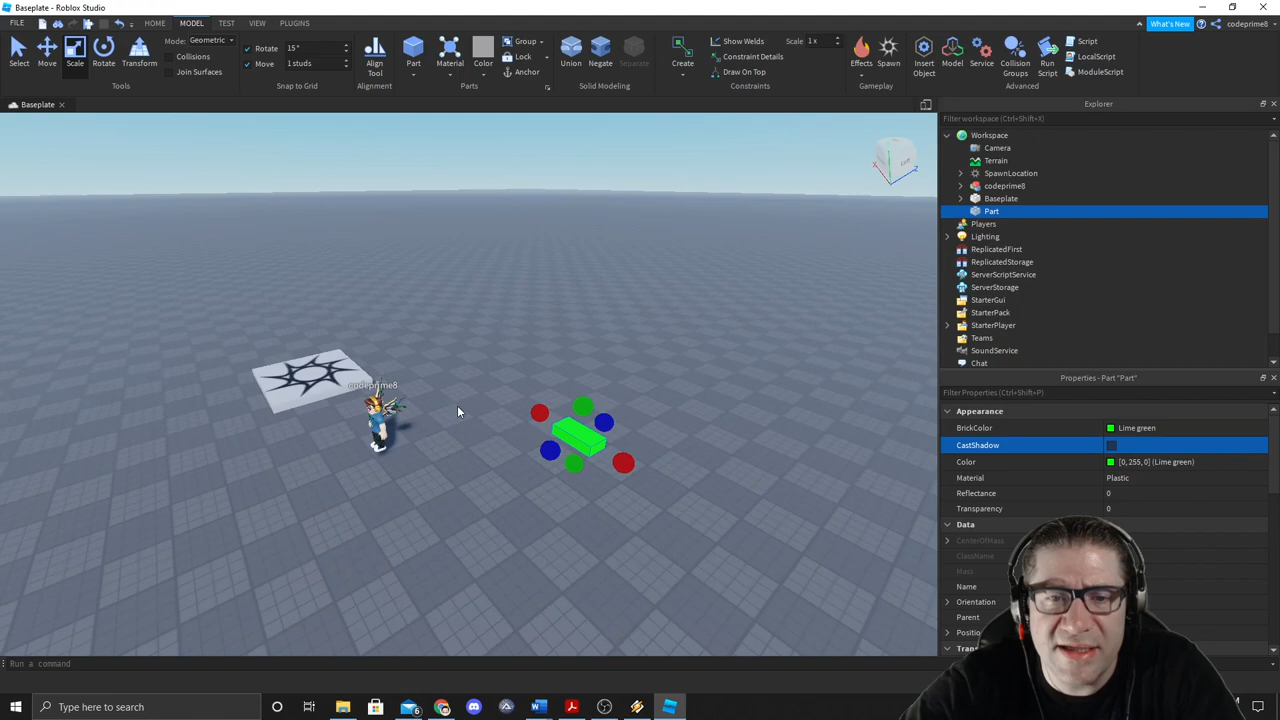 Baseplate - Roblox Studio
FILE HOME MODEL TEST VIEW PLUGINS What's New codeprime8
Select Move Scale Rotate Transform
Mode: Geometric
Collisions
Join Surfaces
Tools
Rotate 15°
Move 1 studs
Snap to Grid
Align Tool
Alignment
Part Material Color
Group
Lock
Anchor
Parts
Union Negate Separate
Solid Modeling
Create
Show Welds
Constraint Details
Draw On Top
Scale 1 x
Constraints
Effects Spawn
Gameplay
Insert Object Model Service Collision Groups Run Script
Script
LocalScript
ModuleScript
Advanced
Baseplate
Left
X
Z
codeprime8
Explorer
Filter workspace (Ctrl+Shift+X)
Workspace
Camera
Terrain
SpawnLocation
codeprime8
Baseplate
Part
Players
Lighting
ReplicatedFirst
ReplicatedStorage
ServerScriptService
ServerStorage
StarterGui
StarterPack
StarterPlayer
Teams
SoundService
Chat
Properties - Part "Part"
Filter Properties (Ctrl+Shift+P)
Appearance
BrickColor Lime green
CastShadow
Color [0, 255, 0] (Lime green)
Material Plastic
Reflectance 0
Transparency 0
Data
CenterOfMass
ClassName
Mass
Name
Orientation
Parent
Run a command
Type here to search